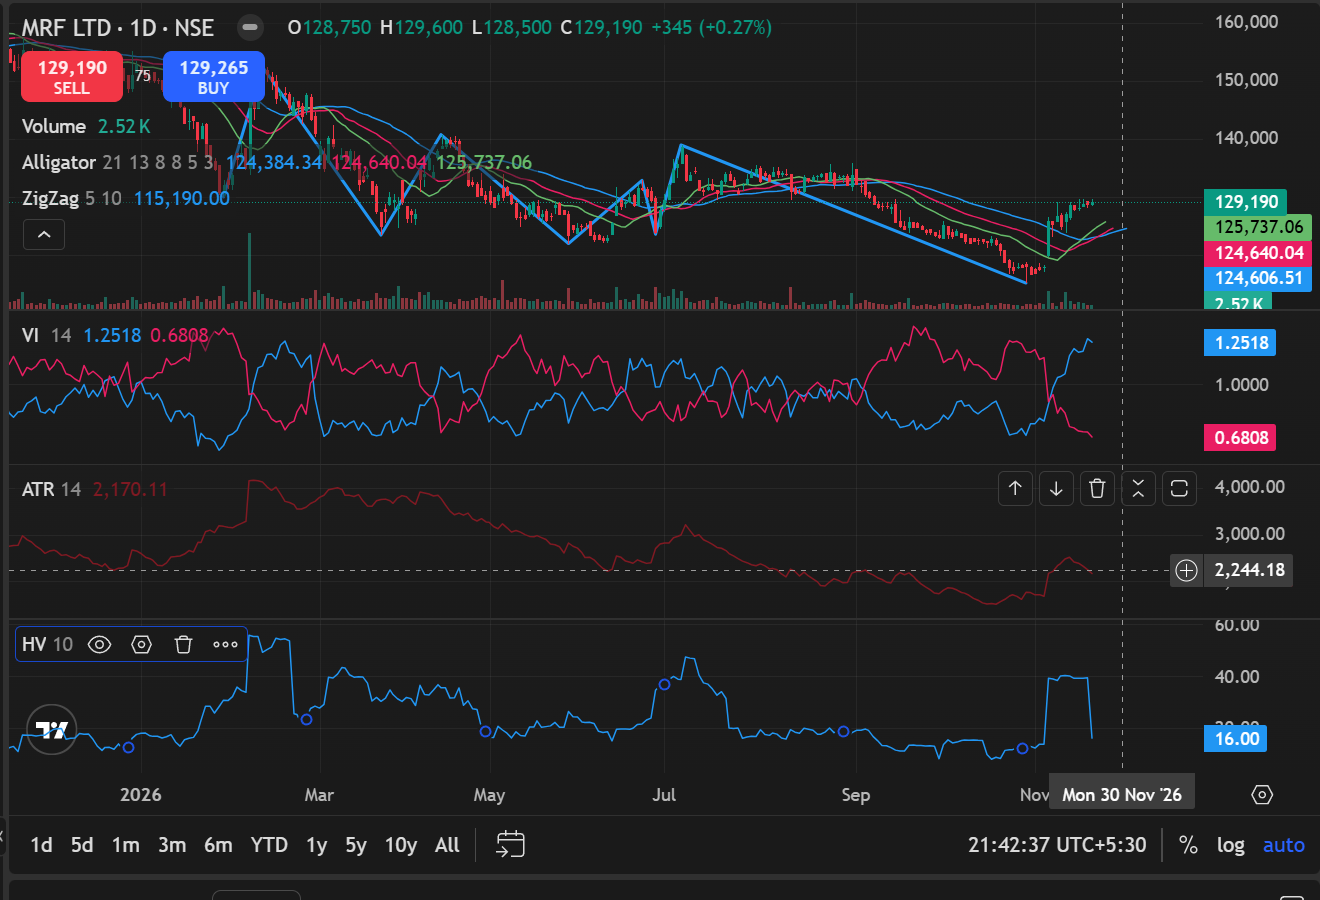 MRF LTD · 1D · NSE O128,750 H129,600 L128,500 C129,190 +345 (+0.27%)
129,190 SELL
75
129,265 BUY
Volume 2.52 K
Alligator 21 13 8 8 5 3 124,384.34 124,640.04 125,737.06
ZigZag 5 10 115,190.00
160,000
150,000
140,000
129,190
125,737.06
124,640.04
124,606.51
2.52 K
VI 14 1.2518 0.6808
1.2518
1.0000
0.6808
ATR 14 2,170.11
4,000.00
3,000.00
2,244.18
HV 10
60.00
40.00
20.00
16.00
2026 Mar May Jul Sep Nov Mon 30 Nov '26
1d 5d 1m 3m 6m YTD 1y 5y 10y All 21:42:37 UTC+5:30 % log auto